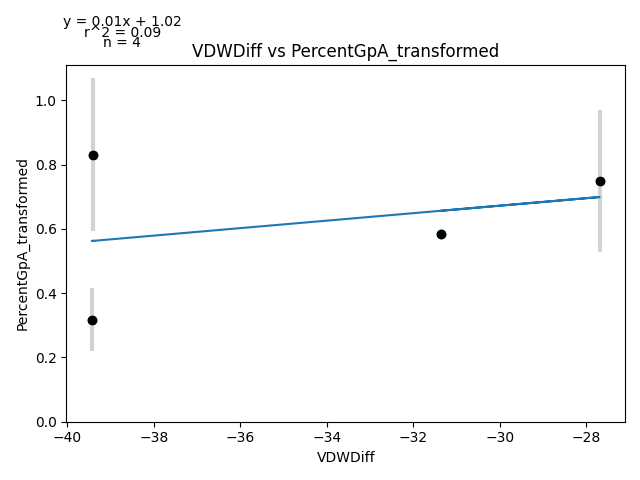 y = 0.01x + 1.02
r^2 = 0.09
n = 4
VDWDiff vs PercentGpA_transformed
PercentGpA_transformed
1.0
0.8
0.6
0.4
0.2
0.0
−40
−38
−36
−34
−32
−30
−28
VDWDiff